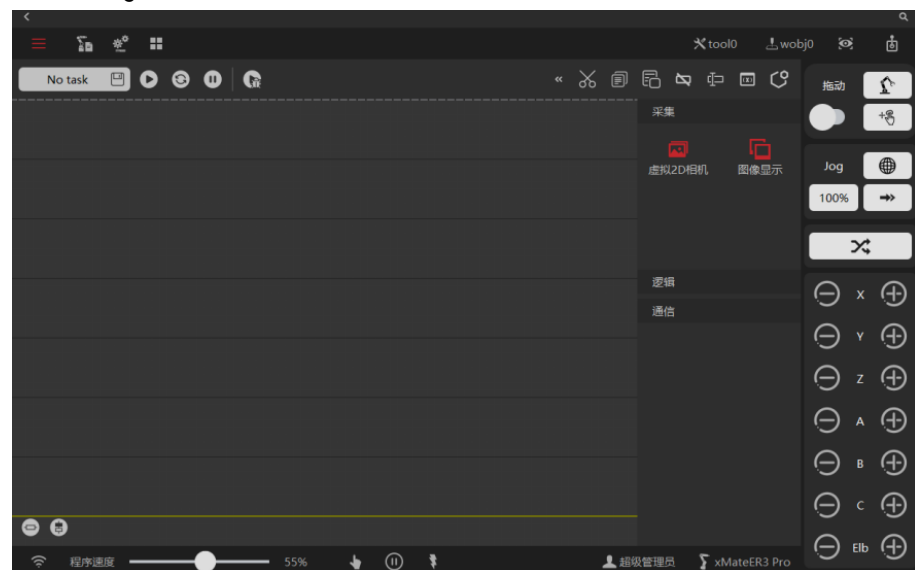 tool0 wobj0
No task
采集
虚拟2D相机 图像显示
逻辑
通信
拖动
Jog
100%
X
Y
Z
A
B
C
Elb
程序速度 55% 超级管理员 xMateER3 Pro